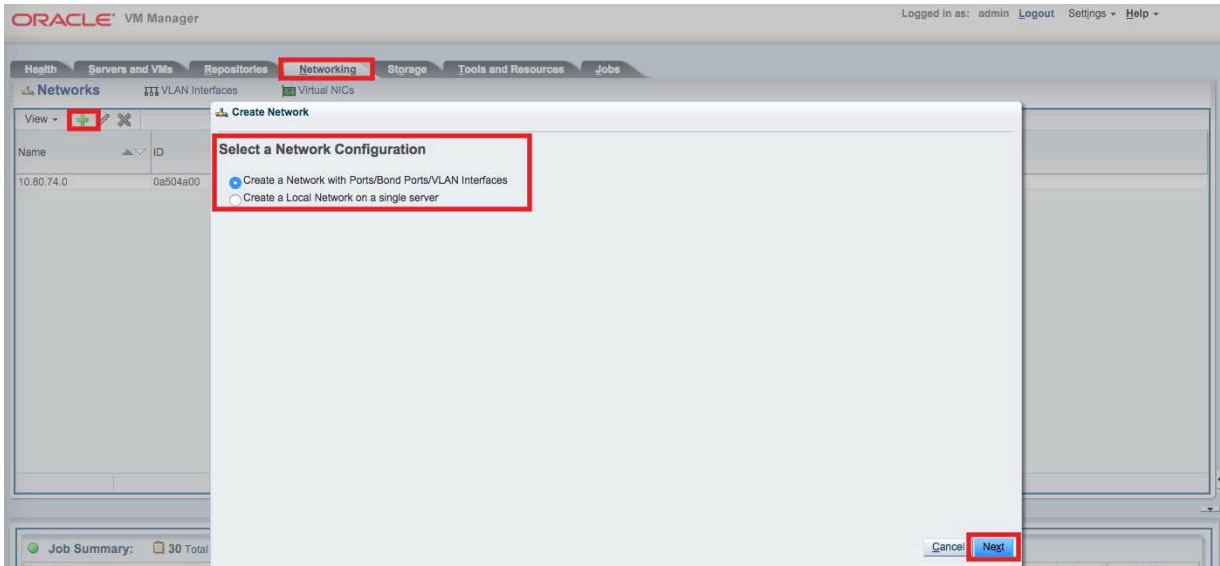 ORACLE VM Manager
Logged in as: admin Logout Settings Help
Health Servers and VMs Repositories Networking Storage Tools and Resources Jobs
Networks VLAN Interfaces Virtual NICs
View
Create Network
Name ID
Select a Network Configuration
10.80.74.0 0a504a00
Create a Network with Ports/Bond Ports/VLAN Interfaces
Create a Local Network on a single server
Cancel Next
Job Summary: 30 Total